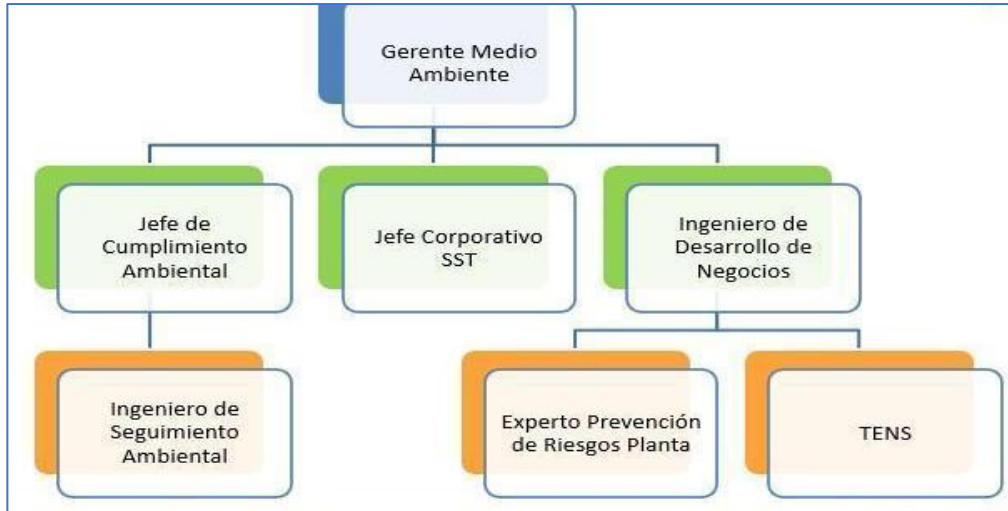 Gerente Medio
Ambiente
Jefe de
Cumplimiento
Ambiental
Jefe Corporativo
SST
Ingeniero de
Desarrollo de
Negocios
Ingeniero de
Seguimiento
Ambiental
Experto Prevención
de Riesgos Planta
TENS